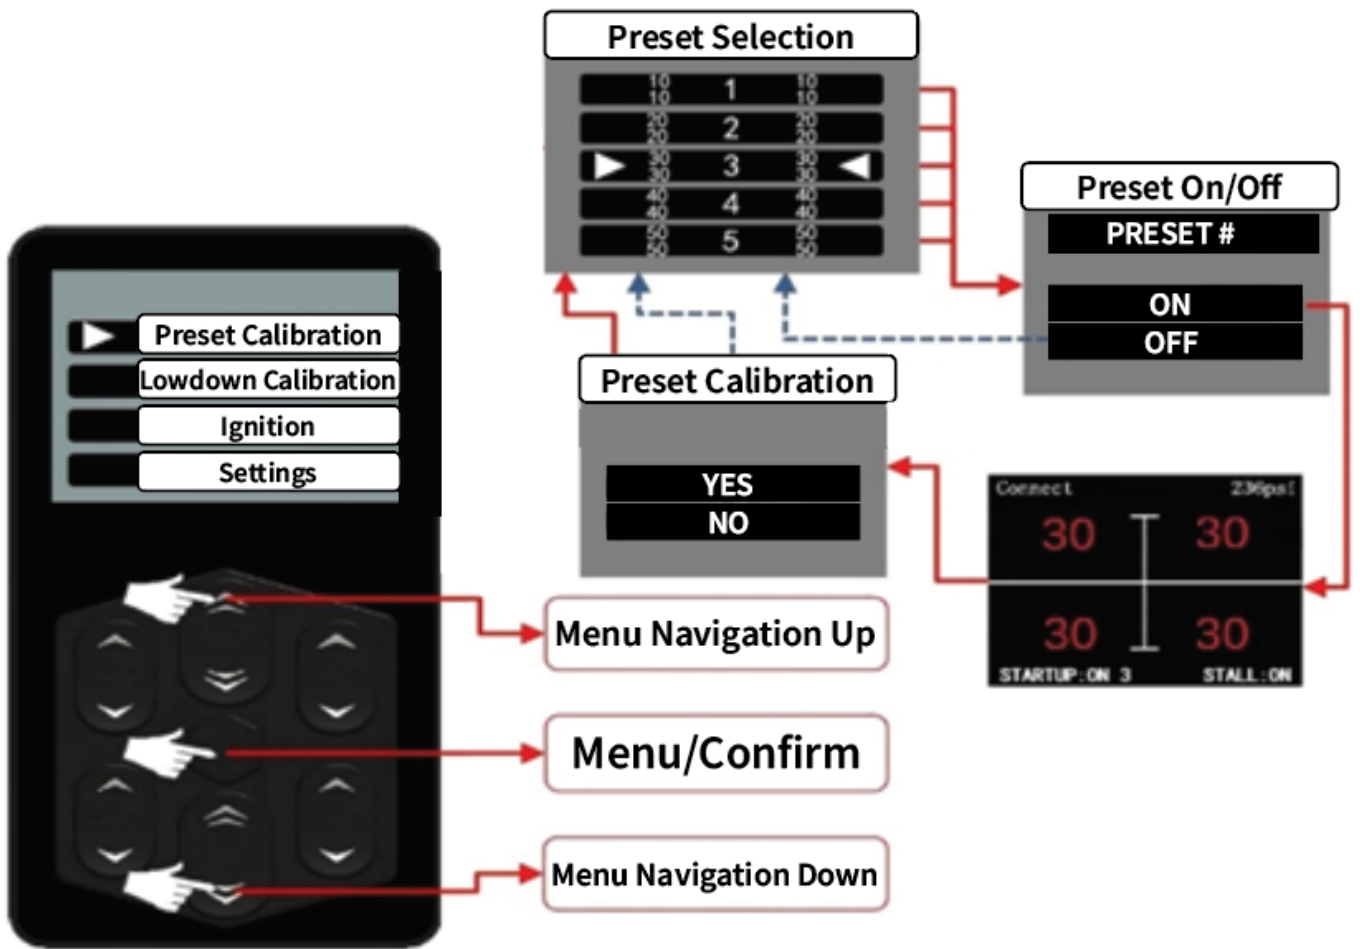 Preset Selection
10 10 1 10 10
20 20 2 20 20
30 30 3 30 30
40 40 4 40 40
50 50 5 50 50
Preset On/Off
PRESET #
ON
OFF
Preset Calibration
Lowdown Calibration
Ignition
Settings
Preset Calibration
YES
NO
Connect 236psi
30 30
30 30
STARTUP:ON 3 STALL:ON
Menu Navigation Up
Menu/Confirm
Menu Navigation Down